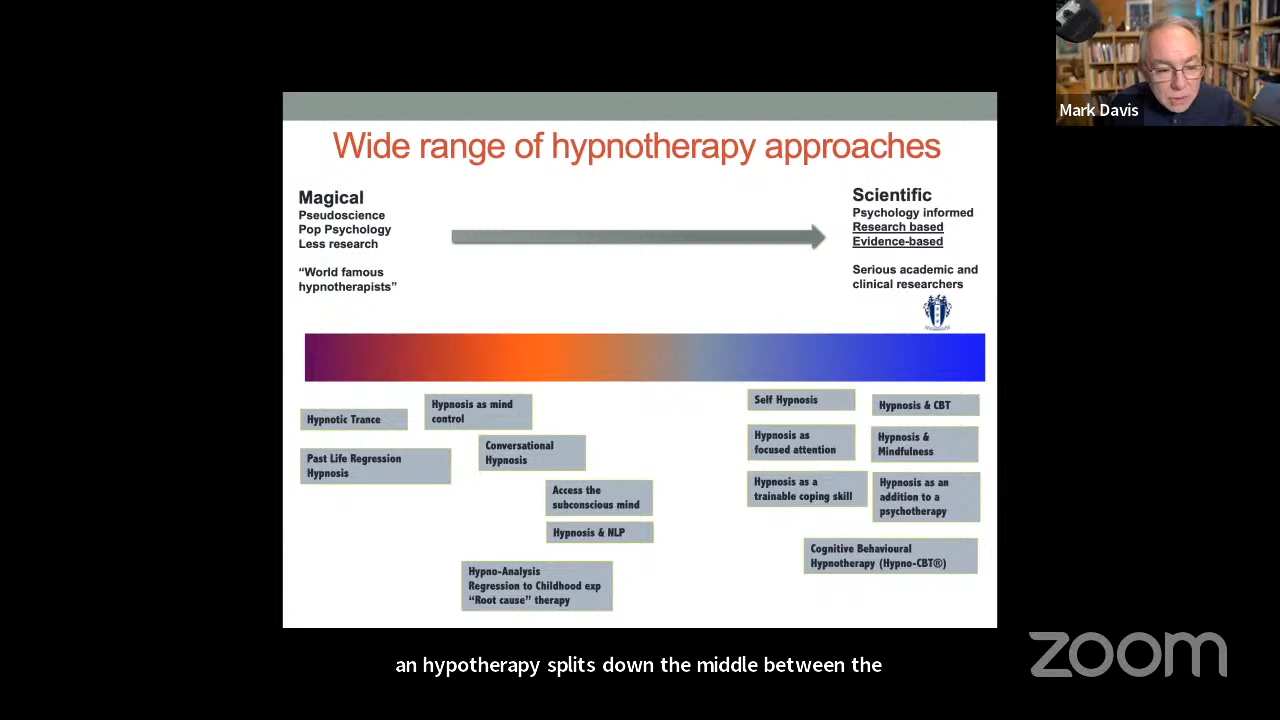 Mark Davis
Wide range of hypnotherapy approaches
Magical
Pseudoscience
Pop Psychology
Less research
“World famous
hypnotherapists”
Scientific
Psychology informed
Research based
Evidence-based
Serious academic and
clinical researchers
Hypnotic Trance
Hypnosis as mind
control
Past Life Regression
Hypnosis
Conversational
Hypnosis
Access the
subconscious mind
Hypnosis & NLP
Hypno-Analysis
Regression to Childhood exp
“Root cause” therapy
Self Hypnosis
Hypnosis & CBT
Hypnosis as
focused attention
Hypnosis &
Mindfulness
Hypnosis as a
trainable coping skill
Hypnosis as an
addition to a
psychotherapy
Cognitive Behavioural
Hypnotherapy (Hypno-CBT®)
an hypotherapy splits down the middle between the
zoom